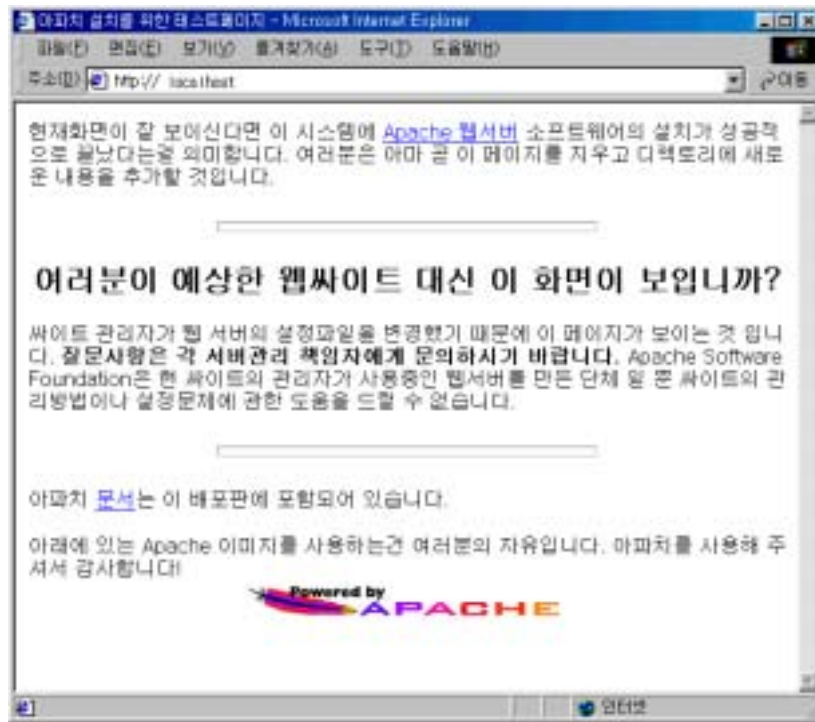 아파치 설치를 위한 테스트페이지 - Microsoft Internet Explorer
파일(F) 편집(E) 보기(V) 즐겨찾기(A) 도구(T) 도움말(H)
주소(D) http:// localhost 이동
현재화면이 잘 보이신다면 이 시스템에 Apache 웹서버 소프트웨어의 설치가 성공적
으로 끝났다는걸 의미합니다. 여러분은 아마 곧 이 페이지를 지우고 디렉토리에 새로
운 내용을 추가할 것입니다.
여러분이 예상한 웹싸이트 대신 이 화면이 보입니까?
싸이트 관리자가 웹 서버의 설정파일을 변경했기 때문에 이 페이지가 보이는 것 입니
다. 질문사항은 각 서버관리 책임자에게 문의하시기 바랍니다. Apache Software
Foundation은 현 싸이트의 관리자가 사용중인 웹서버를 만든 단체 일 뿐 싸이트의 관
리방법이나 설정문제에 관한 도움을 드릴 수 없습니다.
아파치 문서는 이 배포판에 포함되어 있습니다.
아래에 있는 Apache 이미지를 사용하는건 여러분의 자유입니다. 아파치를 사용해 주
셔서 감사합니다!
Powered by
APACHE
인터넷